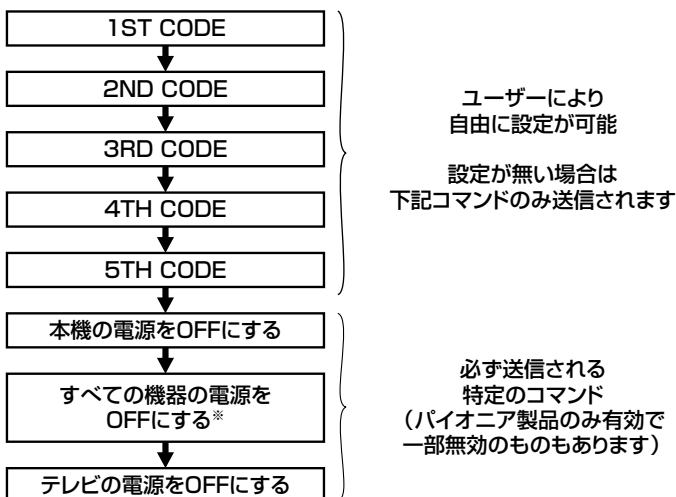 1ST CODE
2ND CODE
3RD CODE
4TH CODE
5TH CODE
ユーザーにより
自由に設定が可能
設定が無い場合は
下記コマンドのみ送信されます
本機の電源をOFFにする
すべての機器の電源を
OFFにする※
テレビの電源をOFFにする
必ず送信される
特定のコマンド
（パイオニア製品のみ有効で
一部無効のものもあります）